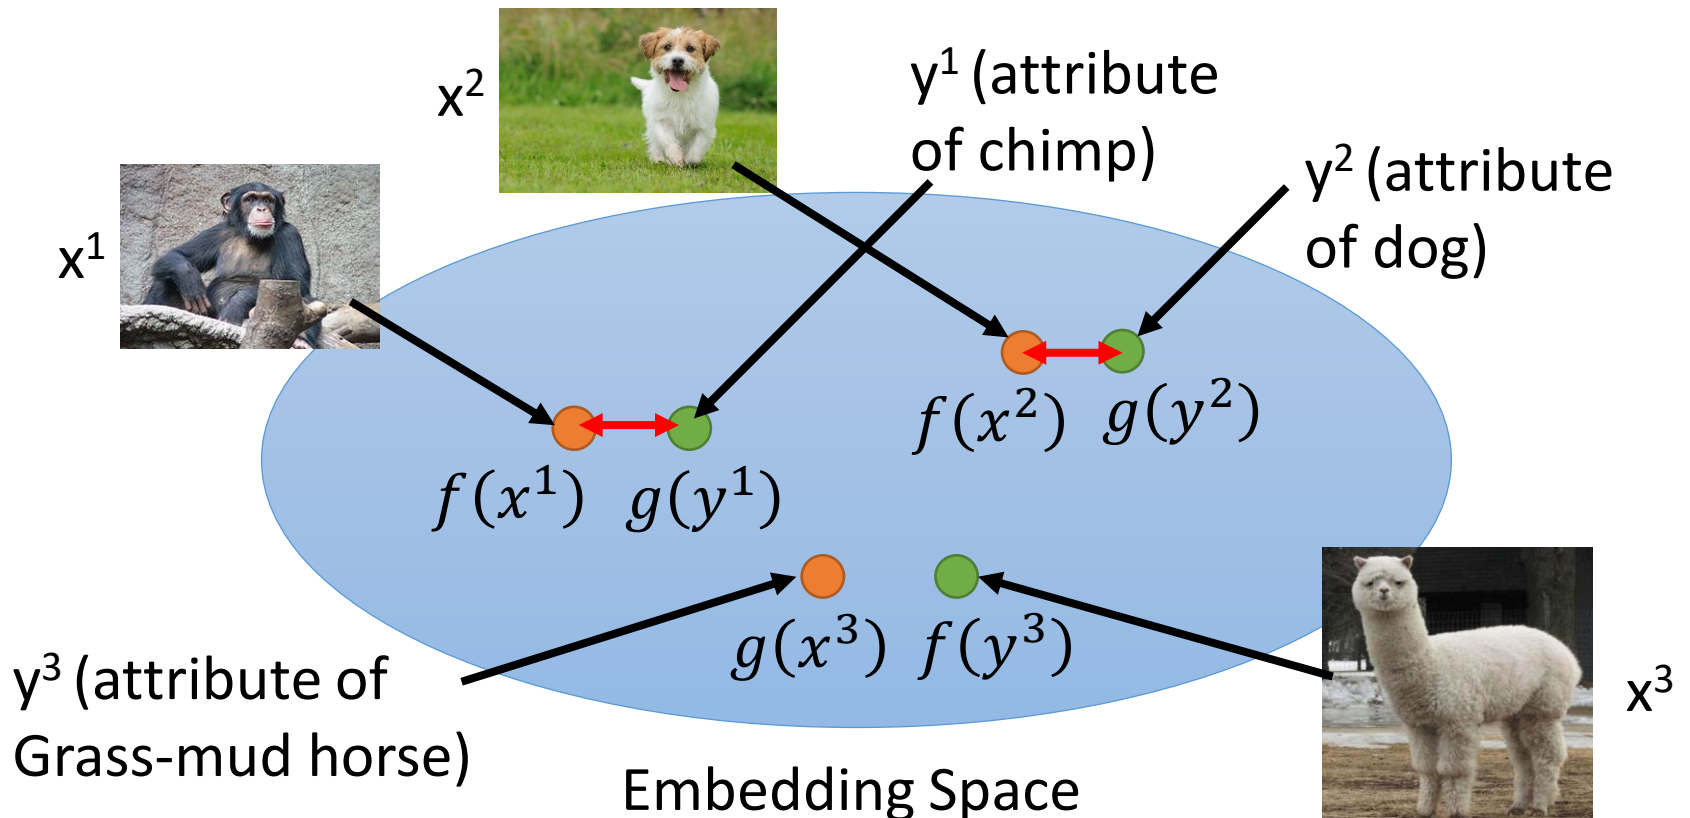 x²
y¹ (attribute
of chimp)
y² (attribute
of dog)
x¹
f(x²) g(y²)
f(x¹) g(y¹)
g(x³) f(y³)
y³ (attribute of
Grass-mud horse)
x³
Embedding Space